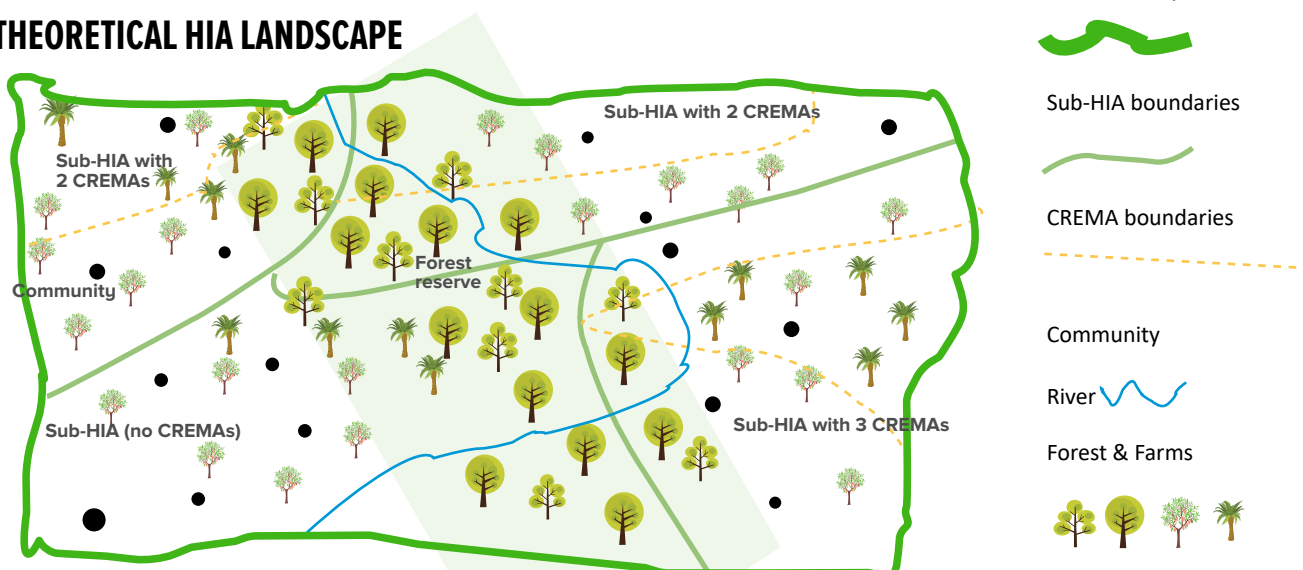 THEORETICAL HIA LANDSCAPE
Sub-HIA with 2 CREMAs
Sub-HIA with
2 CREMAs
Forest
reserve
Community
Sub-HIA (no CREMAs)
Sub-HIA with 3 CREMAs
Sub-HIA boundaries
CREMA boundaries
Community
River
Forest & Farms